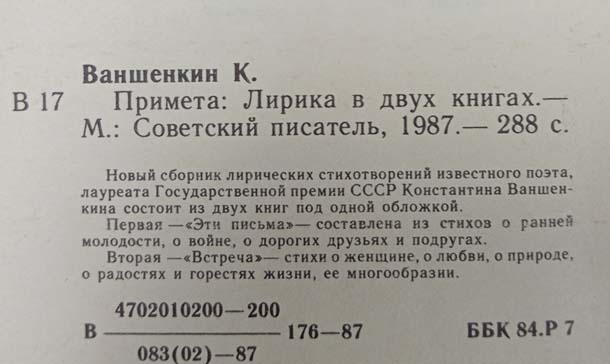 Ваншенкин К.
В 17 Примета: Лирика в двух книгах.—
М.: Советский писатель, 1987.— 288 с.
Новый сборник лирических стихотворений известного поэта,
лауреата Государственной премии СССР Константина Ваншен-
кина состоит из двух книг под одной обложкой.
Первая —«Эти письма»— составлена из стихов о ранней
молодости, о войне, о дорогих друзьях и подругах.
Вторая —«Встреча»— стихи о женщине, о любви, о природе,
о радостях и горестях жизни, ее многообразии.
4702010200—200
В 176—87 ББК 84.Р 7
083(02)—87